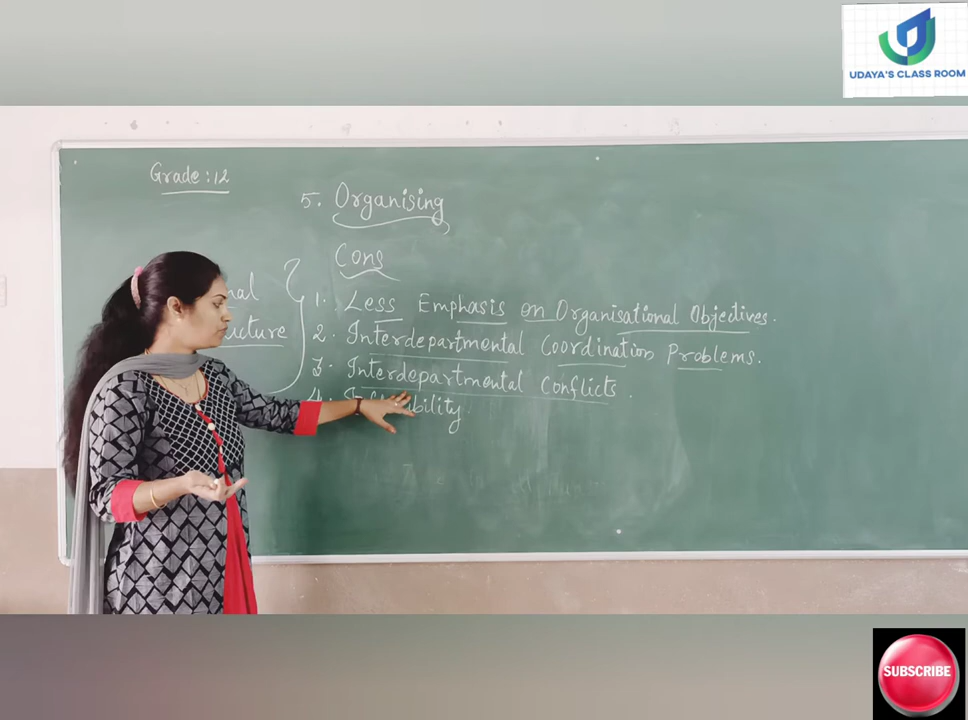 UDAYA'S CLASS ROOM
Grade : 12
5. Organising
Cons
1. Less Emphasis on Organisational Objectives.
2. Interdepartmental Coordination Problems.
3. Interdepartmental Conflicts.
4.
SUBSCRIBE